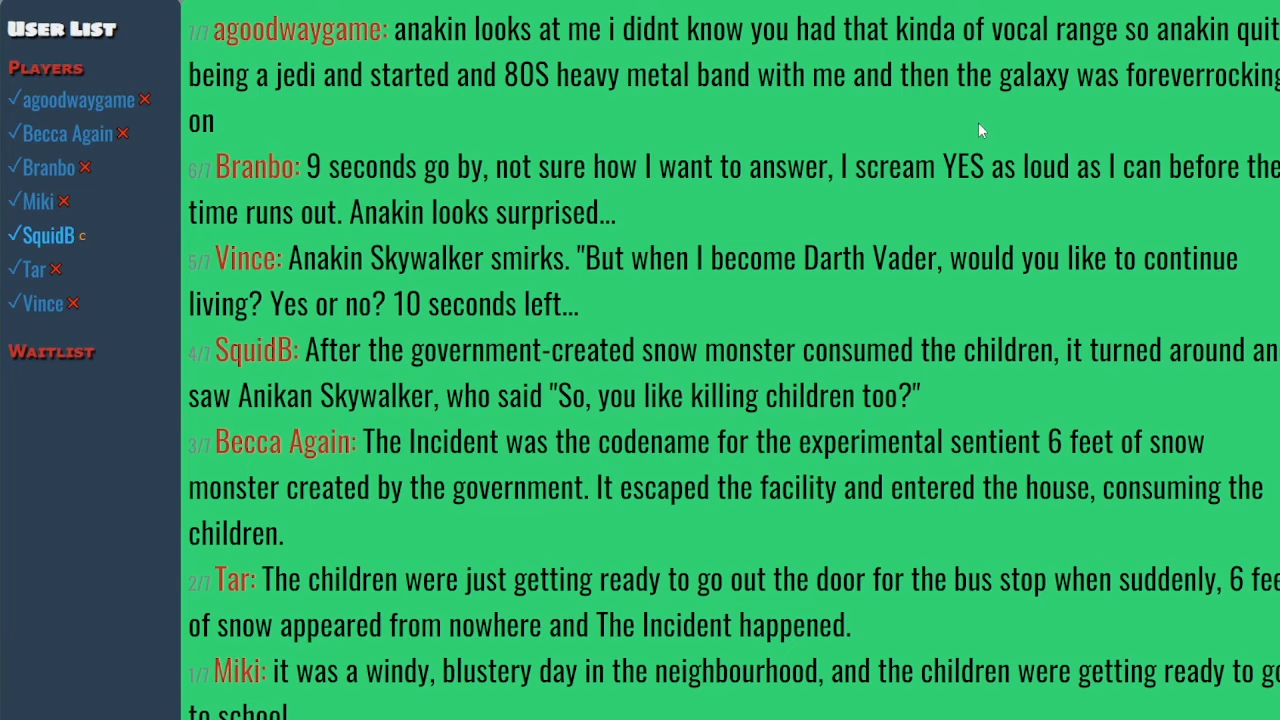 User List
Players
✓agoodwaygame ×
✓Becca Again ×
✓Branbo ×
✓Miki ×
✓SquidB c
✓Tar ×
✓Vince ×
Waitlist
7/7 agoodwaygame: anakin looks at me i didnt know you had that kinda of vocal range so anakin quit
being a jedi and started and 80S heavy metal band with me and then the galaxy was foreverrocking
on
6/7 Branbo: 9 seconds go by, not sure how I want to answer, I scream YES as loud as I can before the
time runs out. Anakin looks surprised...
5/7 Vince: Anakin Skywalker smirks. "But when I become Darth Vader, would you like to continue
living? Yes or no? 10 seconds left...
4/7 SquidB: After the government-created snow monster consumed the children, it turned around an
saw Anikan Skywalker, who said "So, you like killing children too?"
3/7 Becca Again: The Incident was the codename for the experimental sentient 6 feet of snow
monster created by the government. It escaped the facility and entered the house, consuming the
children.
2/7 Tar: The children were just getting ready to go out the door for the bus stop when suddenly, 6 fee
of snow appeared from nowhere and The Incident happened.
1/7 Miki: it was a windy, blustery day in the neighbourhood, and the children were getting ready to go
to school